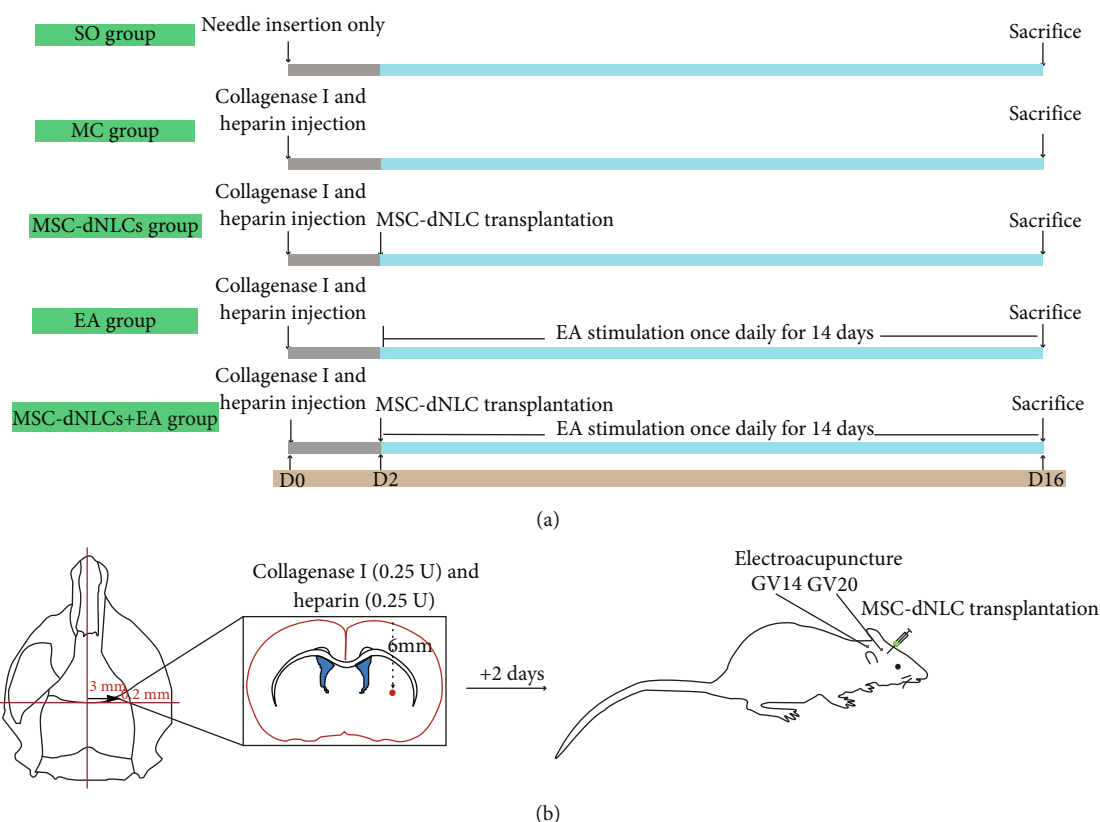 SO group
Needle insertion only
Sacrifice
MC group
Collagenase I and
heparin injection
Sacrifice
MSC-dNLCs group
Collagenase I and
heparin injection
MSC-dNLC transplantation
Sacrifice
EA group
Collagenase I and
heparin injection
EA stimulation once daily for 14 days
Sacrifice
MSC-dNLCs+EA group
Collagenase I and
heparin injection
MSC-dNLC transplantation
EA stimulation once daily for 14 days
Sacrifice
D0
D2
D16
(a)
3 mm
0.2 mm
Collagenase I (0.25 U) and
heparin (0.25 U)
6mm
+2 days
Electroacupuncture
GV14 GV20
MSC-dNLC transplantation
(b)